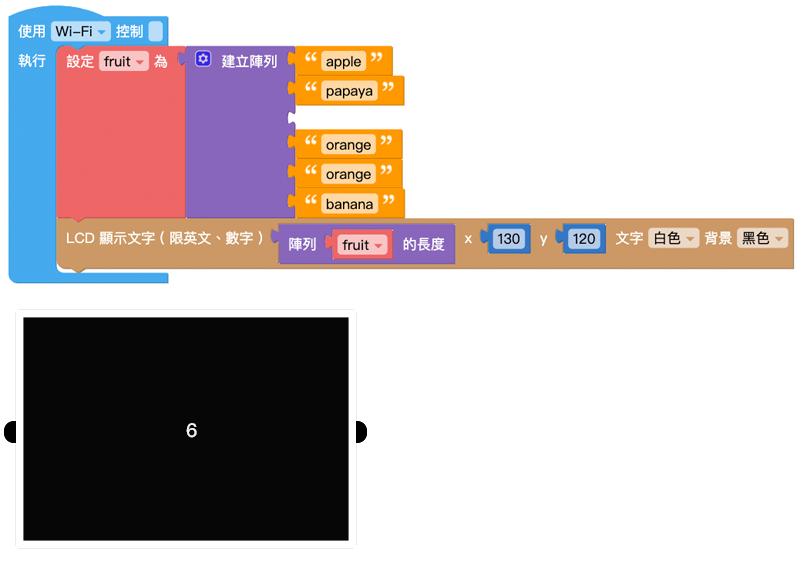 使用 Wi-Fi 控制
執行 設定 fruit 為 建立陣列 “ apple ”
“ papaya ”
“ orange ”
“ orange ”
“ banana ”
LCD 顯示文字 ( 限英文、數字 ) 陣列 fruit 的長度 x 130 y 120 文字 白色 背景 黑色
6